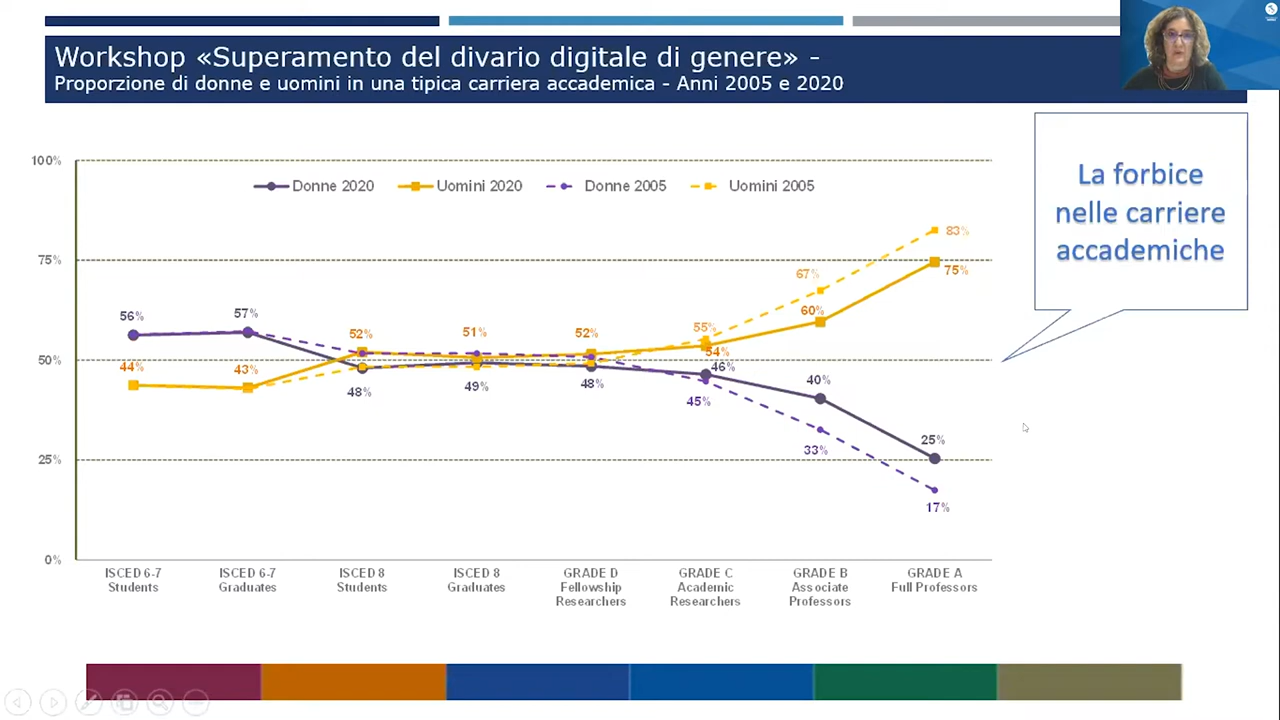 Workshop «Superamento del divario digitale di genere» -
Proporzione di donne e uomini in una tipica carriera accademica - Anni 2005 e 2020
La forbice
nelle carriere
accademiche
100%
75%
50%
25%
0%
Donne 2020
Uomini 2020
Donne 2005
Uomini 2005
56%
57%
44%
43%
52%
51%
52%
48%
49%
48%
55%
54%
46%
45%
67%
60%
40%
33%
83%
75%
25%
17%
ISCED 6-7
Students
ISCED 6-7
Graduates
ISCED 8
Students
ISCED 8
Graduates
GRADE D
Fellowship
Researchers
GRADE C
Academic
Researchers
GRADE B
Associate
Professors
GRADE A
Full Professors